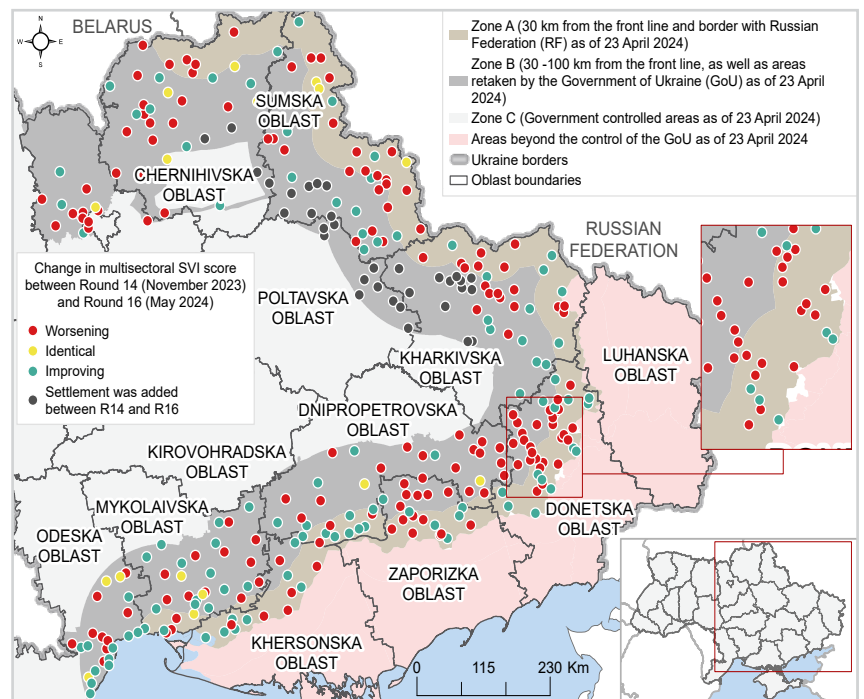 BELARUS
N
W
E
S
Zone A (30 km from the front line and border with Russian
Federation (RF) as of 23 April 2024)
Zone B (30 -100 km from the front line, as well as areas
retaken by the Government of Ukraine (GoU) as of 23 April
2024)
Zone C (Government controlled areas as of 23 April 2024)
Areas beyond the control of the GoU as of 23 April 2024
Ukraine borders
Oblast boundaries
SUMSKA
OBLAST
CHERNIHIVSKA
OBLAST
RUSSIAN
FEDERATION
Change in multisectoral SVI score
between Round 14 (November 2023)
and Round 16 (May 2024)
Worsening
Identical
Improving
Settlement was added
between R14 and R16
POLTAVSKA
OBLAST
KHARKIVSKA
OBLAST
LUHANSKA
OBLAST
DNIPROPETROVSKA
OBLAST
KIROVOHRADSKA
OBLAST
MYKOLAIVSKA
OBLAST
ODESKA
OBLAST
DONETSKA
OBLAST
ZAPORIZKA
OBLAST
KHERSONSKA
OBLAST
0 115 230 Km